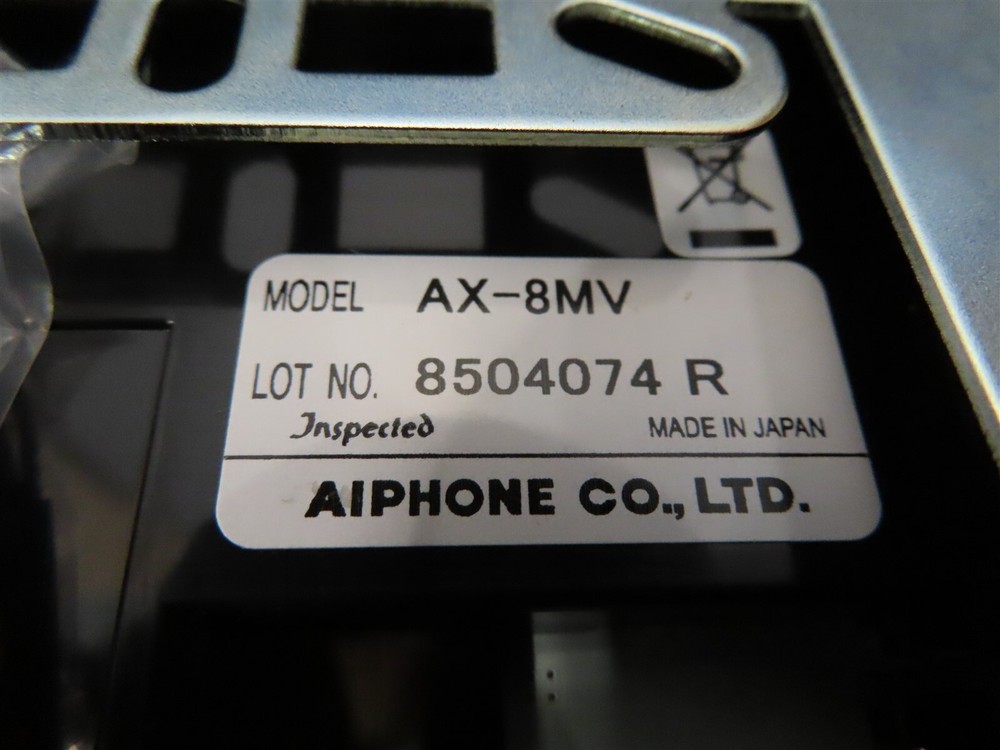 MODEL AX-8MV
LOT NO. 8504074 R
Inspected MADE IN JAPAN
AIPHONE CO., LTD.